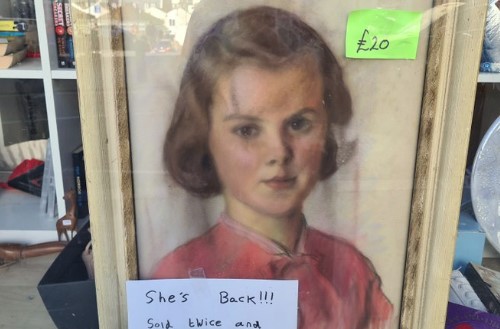 £20
She's Back!!!
Sold twice and